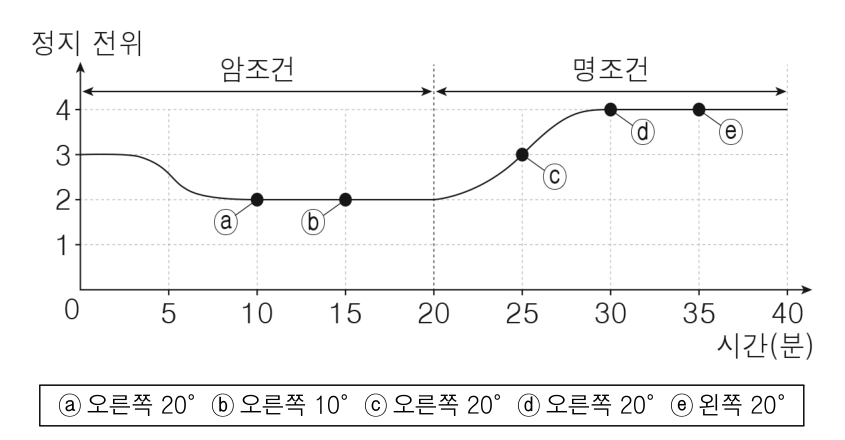 정지 전위
암조건 명조건
4
3
2
1
ⓐ ⓑ ⓒ ⓓ ⓔ
0 5 10 15 20 25 30 35 40
시간(분)
ⓐ 오른쪽 20° ⓑ 오른쪽 10° ⓒ 오른쪽 20° ⓓ 오른쪽 20° ⓔ 왼쪽 20°